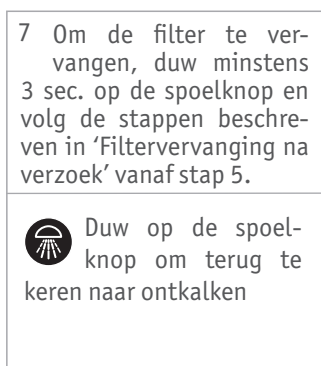 7 Om de filter te ver-
vangen, duw minstens
3 sec. op de spoelknop en
volg de stappen beschre-
ven in ‘Filtervervanging na
verzoek’ vanaf stap 5.
Duw op de spoel-
knop om terug te
keren naar ontkalken